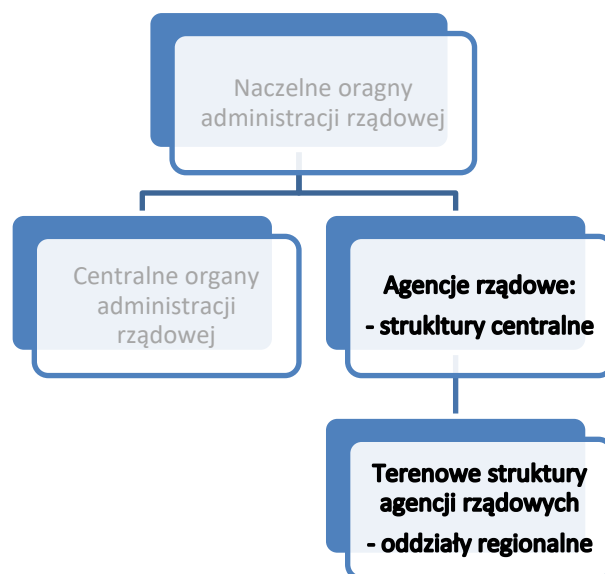 Naczelne oragny
administracji rządowej
Centralne organy
administracji
rządowej
Agencje rządowe:
- strukltury centralne
Terenowe struktury
agencji rządowych
- oddziały regionalne